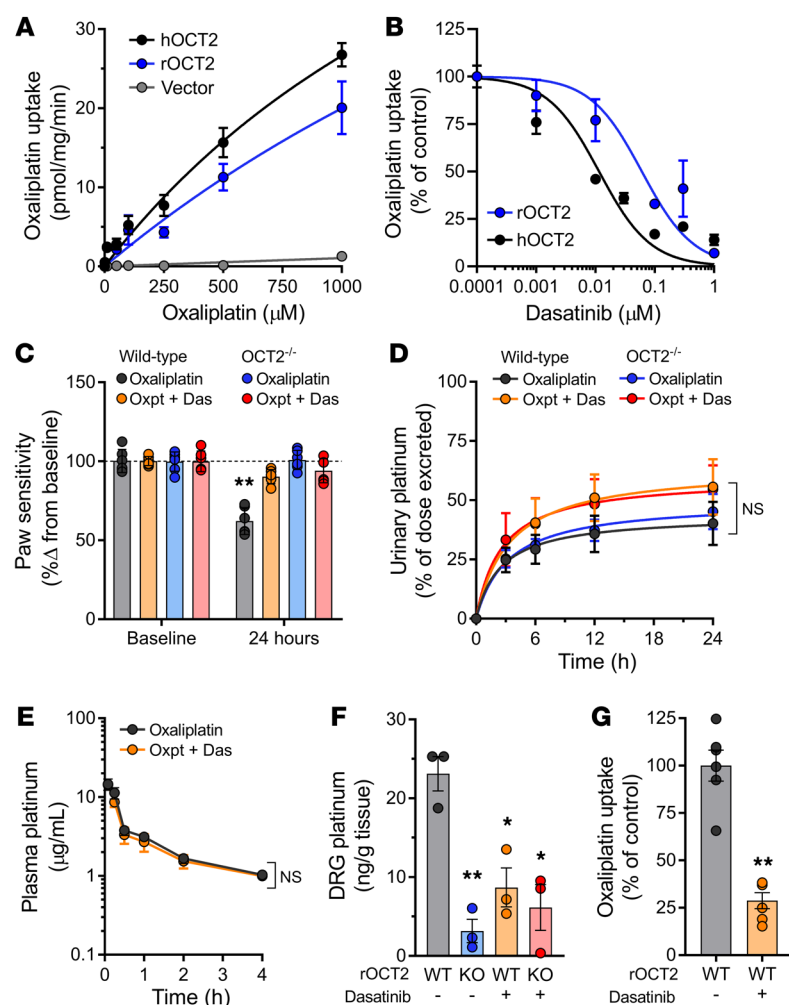 A
hOCT2
rOCT2
Vector
Oxaliplatin uptake
(pmol/mg/min)
30
20
10
0
0 250 500 750 1000
Oxaliplatin (μM)
B
Oxaliplatin uptake
(% of control)
125
100
75
50
25
0
rOCT2
hOCT2
0.0001 0.001 0.01 0.1 1
Dasatinib (μM)
C
Wild-type OCT2-/-
Oxaliplatin Oxaliplatin
Oxpt + Das Oxpt + Das
Paw sensitivity
(%Δ from baseline)
150
100
50
0
**
Baseline 24 hours
D
Wild-type OCT2-/-
Oxaliplatin Oxaliplatin
Oxpt + Das Oxpt + Das
Urinary platinum
(% of dose excreted)
100
75
50
25
0
NS
0 6 12 18 24
Time (h)
E
Oxaliplatin
Oxpt + Das
Plasma platinum
(μg/mL)
100
10
1
0.1
NS
0 1 2 3 4
Time (h)
F
DRG platinum
(ng/g tissue)
30
20
10
0
**
*
*
rOCT2 WT KO WT KO
Dasatinib - - + +
G
Oxaliplatin uptake
(% of control)
125
100
75
50
25
0
**
rOCT2 WT WT
Dasatinib - +